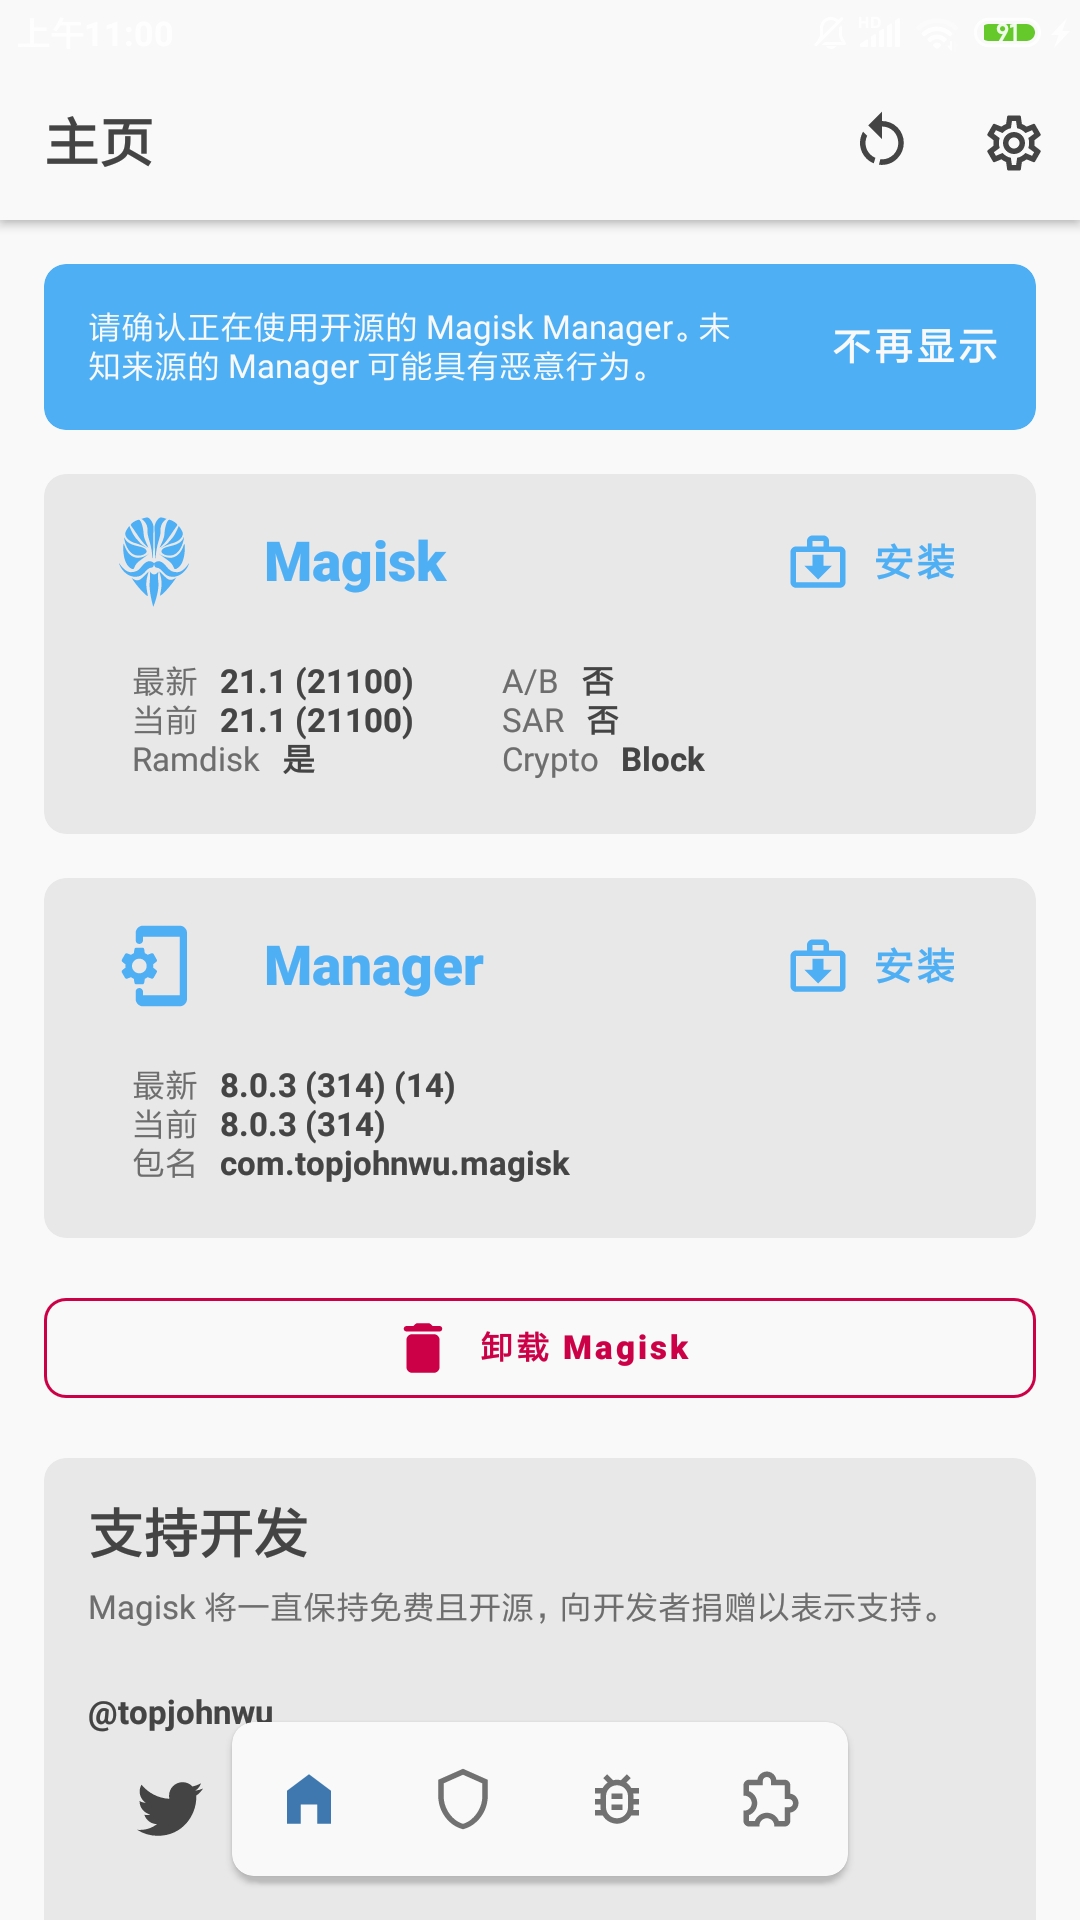 上午11:00
HD
91
主页
请确认正在使用开源的 Magisk Manager。未
知来源的 Manager 可能具有恶意行为。
不再显示
Magisk
安装
最新 21.1 (21100)
A/B 否
当前 21.1 (21100)
SAR 否
Ramdisk 是
Crypto Block
Manager
安装
最新 8.0.3 (314) (14)
当前 8.0.3 (314)
包名 com.topjohnwu.magisk
卸载 Magisk
支持开发
Magisk 将一直保持免费且开源，向开发者捐赠以表示支持。
@topjohnwu